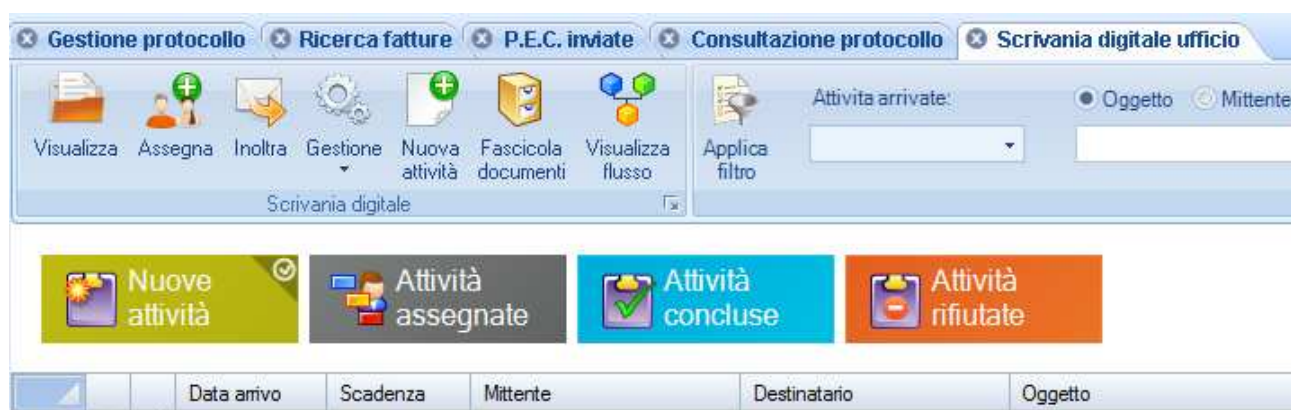 Gestione protocollo Ricerca fatture P.E.C. inviate Consultazione protocollo Scrivania digitale ufficio
Visualizza Assegna Inoltra Gestione Nuova attività Fascicola documenti Visualizza flusso Applica filtro Attivita arrivate: Oggetto Mittente
Scrivania digitale
Nuove attività
Attività assegnate
Attività concluse
Attività rifiutate
Data arrivo Scadenza Mittente Destinatario Oggetto